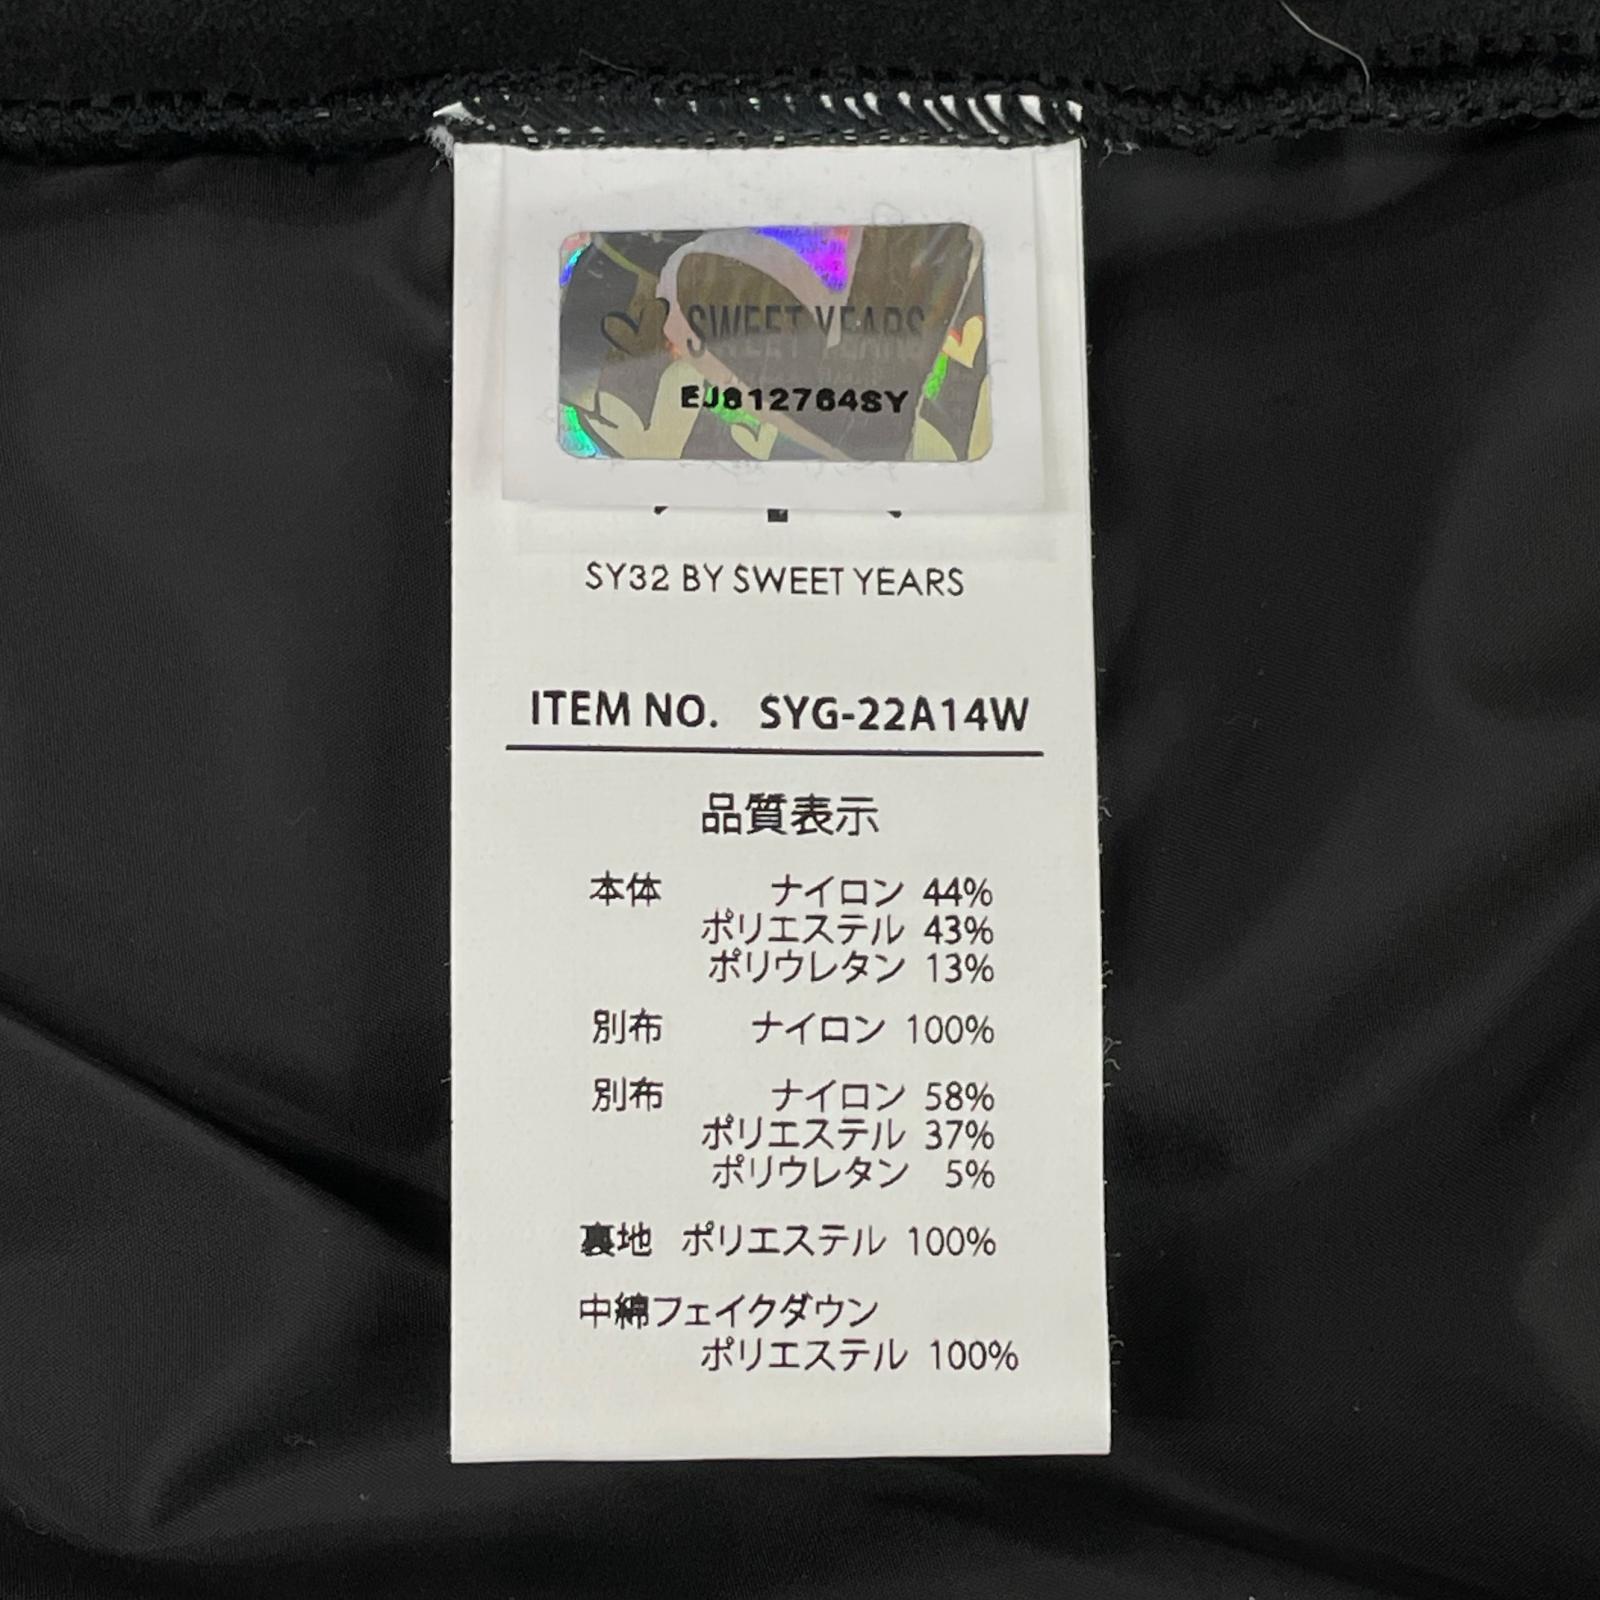 SWEET YEARS
EJ812764SY
SY32 BY SWEET YEARS
ITEM NO. SYG-22A14W
品質表示
本体 ナイロン 44%
ポリエステル 43%
ポリウレタン 13%
別布 ナイロン 100%
別布 ナイロン 58%
ポリエステル 37%
ポリウレタン 5%
裏地 ポリエステル 100%
中綿フェイクダウン
ポリエステル 100%